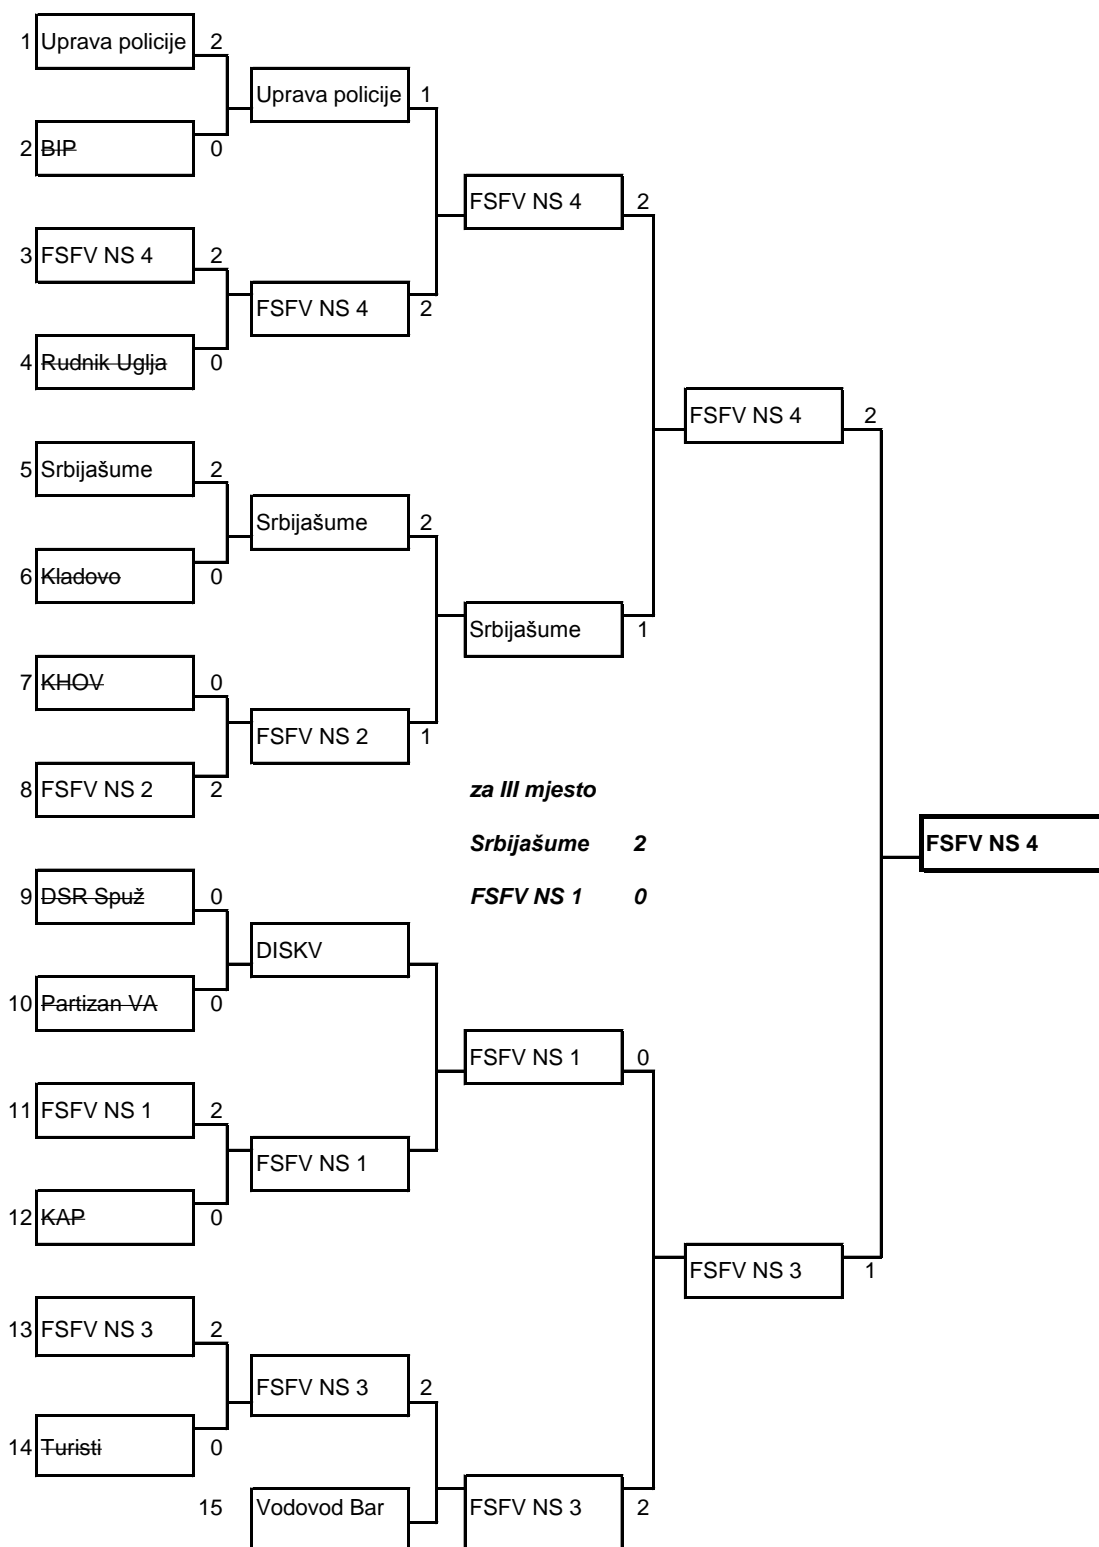 1 Uprava policije 2
Uprava policije 1
2 BIP 0
FSFV NS 4 2
3 FSFV NS 4 2
FSFV NS 4 2
4 Rudnik Uglja 0
FSFV NS 4 2
5 Srbijašume 2
Srbijašume 2
6 Kladovo 0
Srbijašume 1
7 KHOV 0
FSFV NS 2 1
8 FSFV NS 2 2
za III mjesto
Srbijašume 2
FSFV NS 4
9 DSR Spuž 0
FSFV NS 1 0
DISKV
10 Partizan VA 0
FSFV NS 1 0
11 FSFV NS 1 2
FSFV NS 1
12 KAP 0
FSFV NS 3 1
13 FSFV NS 3 2
FSFV NS 3 2
14 Turisti 0
15 Vodovod Bar
FSFV NS 3 2